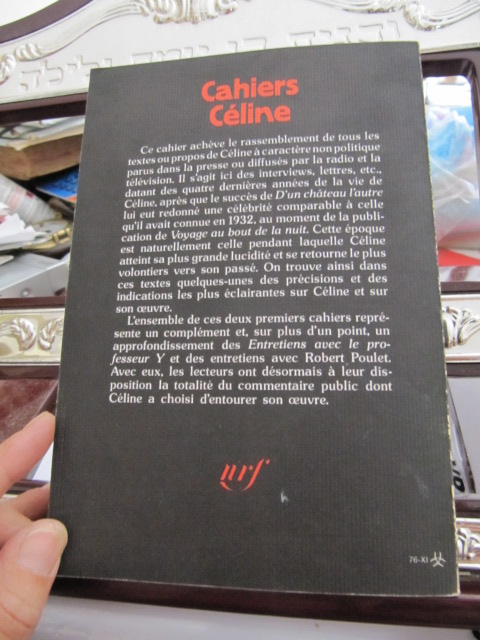 והגית בו יומם ולילה
Cahiers
Céline
Ce cahier achève le rassemblement de tous les
textes ou propos de Céline à caractère non politique
parus dans la presse ou diffusés par la radio et la
télévision. Il s'agit ici des interviews, lettres, etc.,
datant des quatre dernières années de la vie de
Céline, après que le succès de D'un château l'autre
lui eut redonné une célébrité comparable à celle
qu'il avait connue en 1932, au moment de la publi-
cation de Voyage au bout de la nuit. Cette époque
est naturellement celle pendant laquelle Céline
atteint sa plus grande lucidité et se retourne le plus
volontiers vers son passé. On trouve ainsi dans
ces textes quelques-unes des précisions et des
indications les plus éclairantes sur Céline et sur
son œuvre.
L'ensemble de ces deux premiers cahiers repré-
sente un complément et, sur plus d'un point, un
approfondissement des Entretiens avec le pro-
fesseur Y et des entretiens avec Robert Poulet.
Avec eux, les lecteurs ont désormais à leur dis-
position la totalité du commentaire public dont
Céline a choisi d'entourer son œuvre.
nrf
76-XI